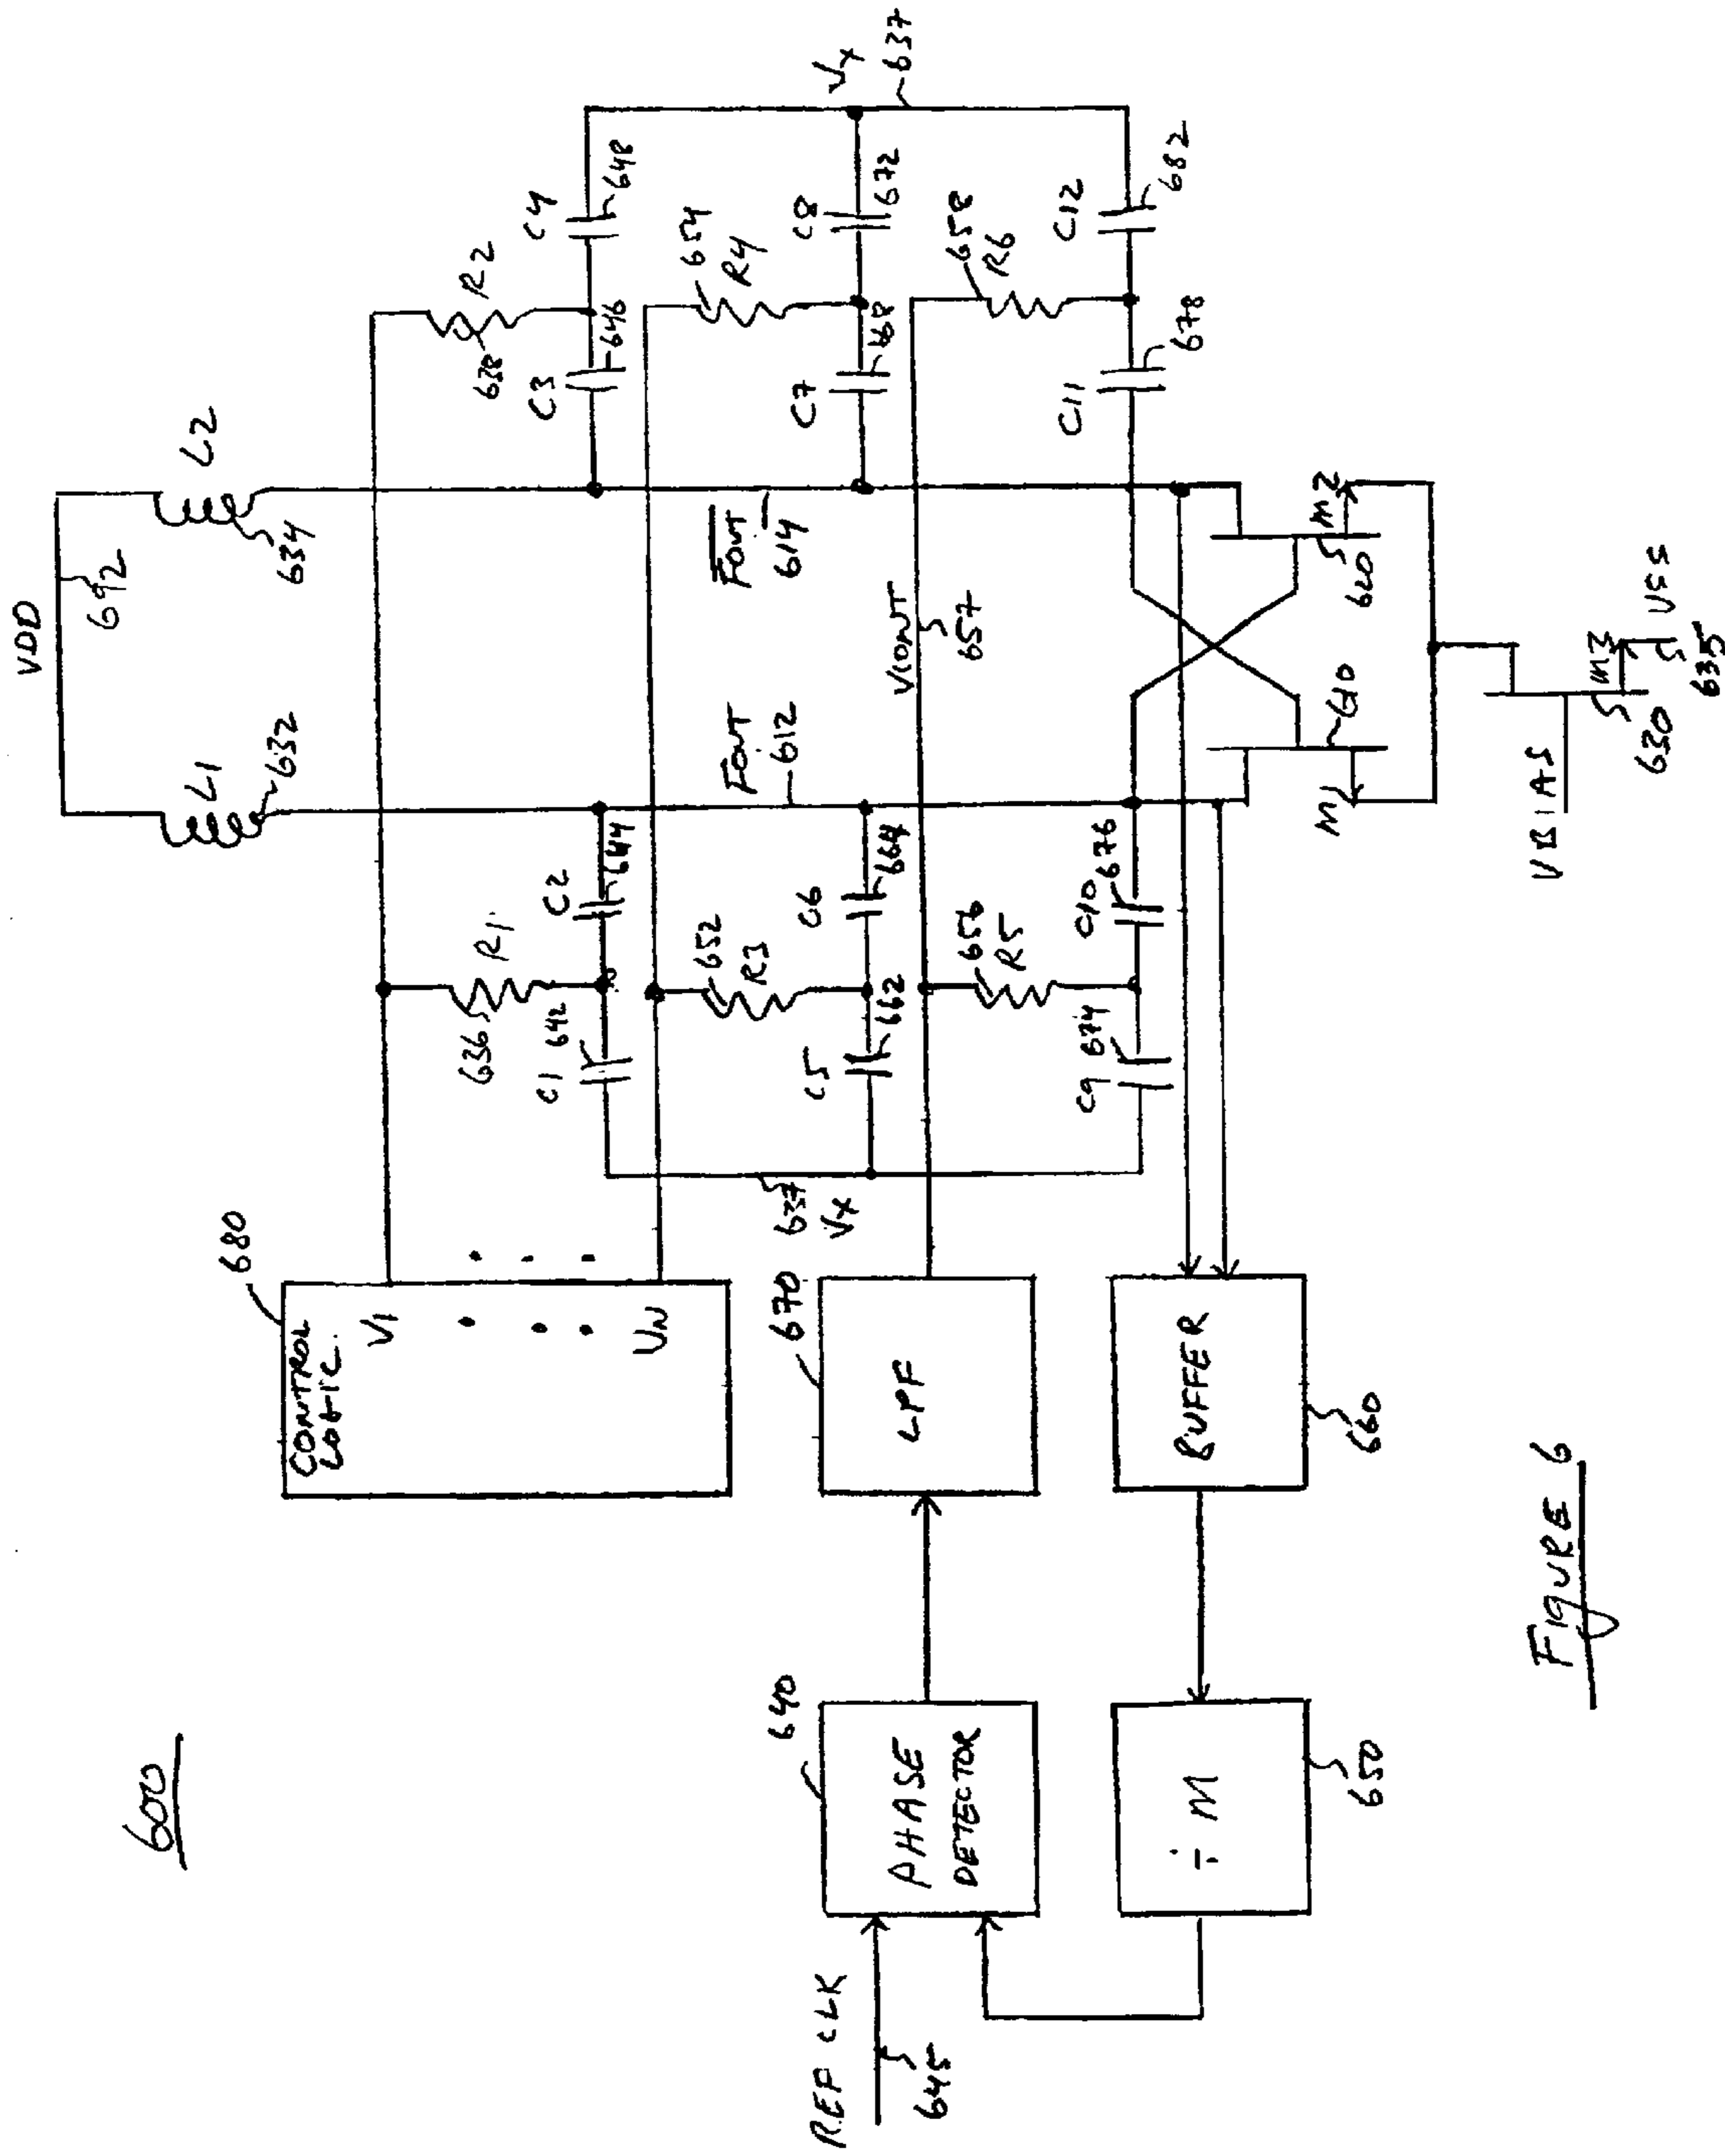 600
VDD
692
L1
632
L2
634
680
CONTROL
LOGIC
V1
VN
R1
636
C1
642
C2
644
R2
638
C3
646
C4
648
Vx
637
637
Vx
Fout
612
Fout
614
652
R3
C5
662
C6
664
654
R4
C7
668
C8
672
670
LPF
VCONT
657
656
R5
C9
674
C10
676
658
R6
C11
678
C12
682
640
PHASE
DETECTOR
REF CLK
645
÷ M
650
BUFFER
660
M1
610
M2
620
VBIAS
M3
630
VSS
635
FIGURE 6